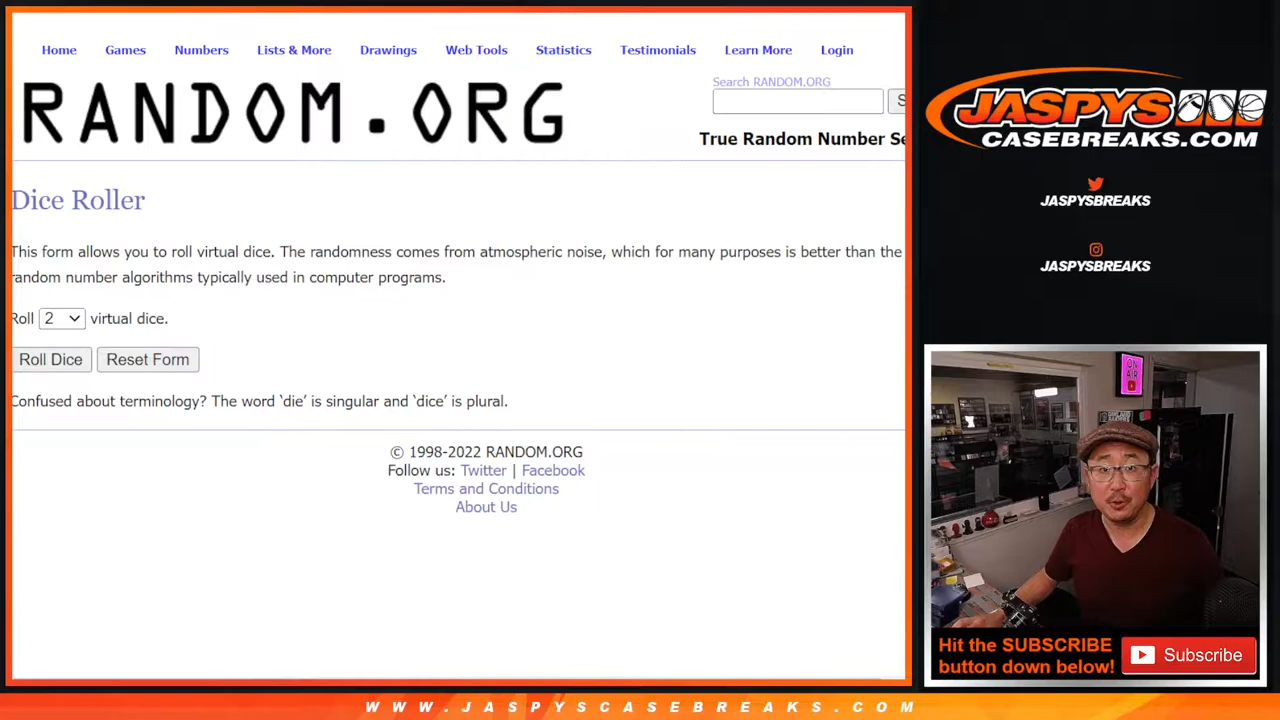 Home Games Numbers Lists & More Drawings Web Tools Statistics Testimonials Learn More Login
RANDOM.ORG
Search RANDOM.ORG
S
True Random Number Se
Dice Roller
This form allows you to roll virtual dice. The randomness comes from atmospheric noise, which for many purposes is better than the
random number algorithms typically used in computer programs.
Roll 2 virtual dice.
Roll Dice Reset Form
Confused about terminology? The word ‘die’ is singular and ‘dice’ is plural.
© 1998-2022 RANDOM.ORG
Follow us: Twitter | Facebook
Terms and Conditions
About Us
JASPYS
CASEBREAKS.COM
JASPYSBREAKS
JASPYSBREAKS
ON
AIR
Hit the SUBSCRIBE
button down below!
Subscribe
WWW.JASPYSCASEBREAKS.COM